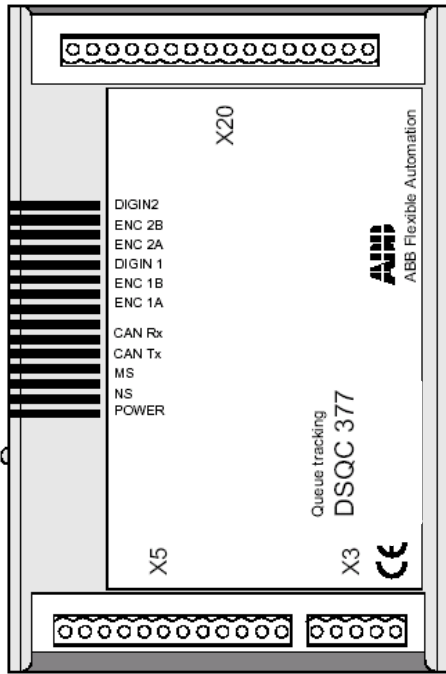 X20
DIGIN2
ENC 2B
ENC 2A
DIGIN 1
ENC 1B
ENC 1A
CAN Rx
CAN Tx
MS
NS
POWER
ABB
ABB Flexible Automation
Queue tracking
DSQC 377
X5
X3
CE